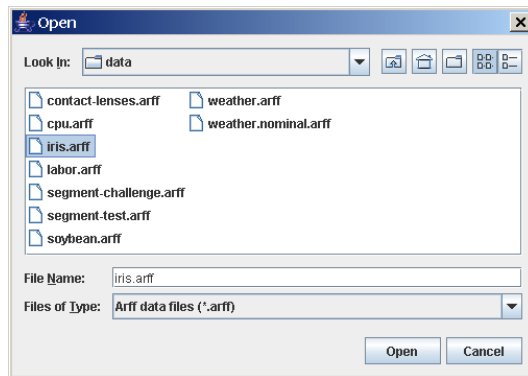 Open
Look In: data
contact-lenses.arff
cpu.arff
iris.arff
labor.arff
segment-challenge.arff
segment-test.arff
soybean.arff
weather.arff
weather.nominal.arff
File Name: iris.arff
Files of Type: Arff data files (*.arff)
Open Cancel